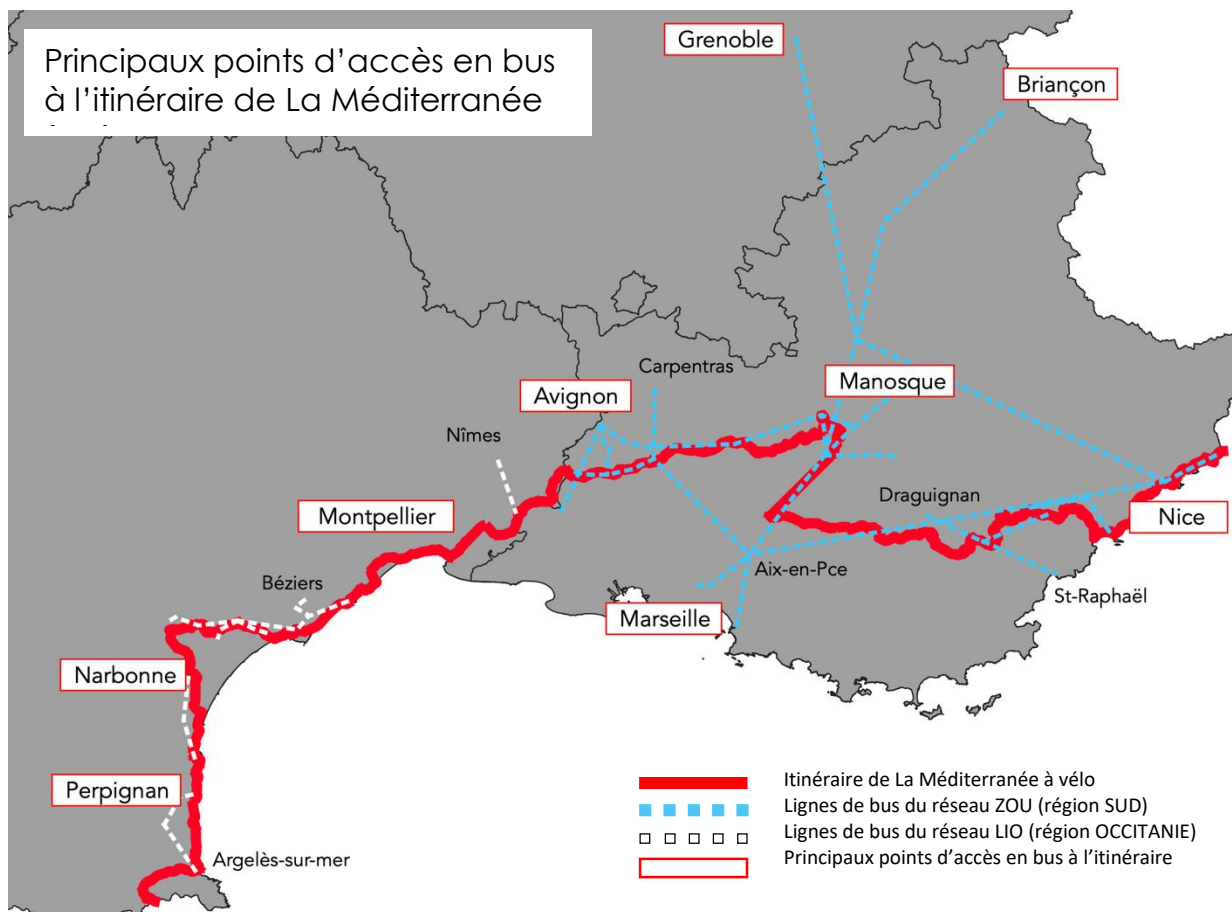 Principaux points d’accès en bus
à l’itinéraire de La Méditerranée
Grenoble
Briançon
Carpentras
Manosque
Avignon
Nîmes
Draguignan
Montpellier
Nice
Aix-en-Pce
Béziers
St-Raphaël
Marseille
Narbonne
Perpignan
Argelès-sur-mer
Itinéraire de La Méditerranée à vélo
Lignes de bus du réseau ZOU (région SUD)
Lignes de bus du réseau LIO (région OCCITANIE)
Principaux points d’accès en bus à l’itinéraire